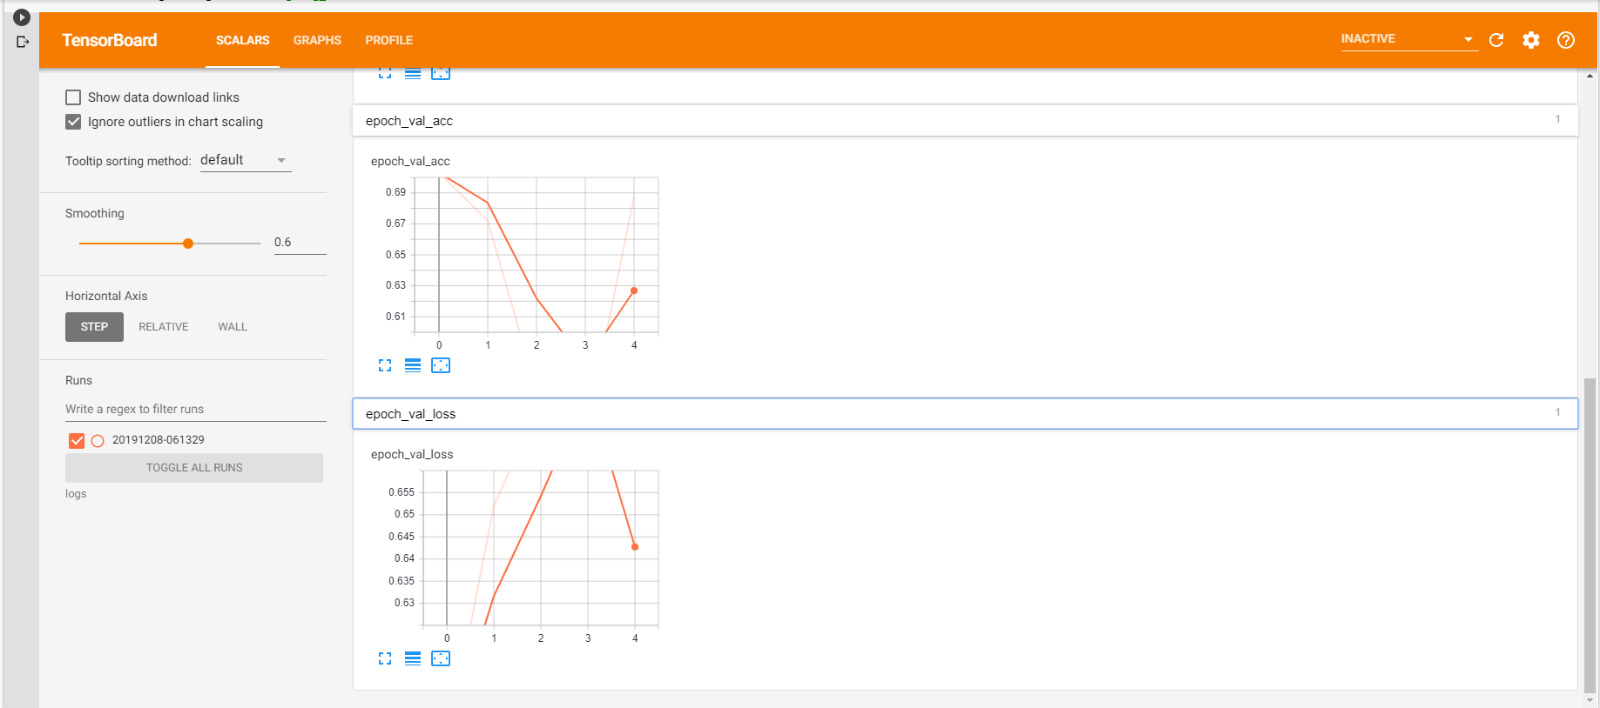 TensorBoard
SCALARS GRAPHS PROFILE
INACTIVE
Show data download links
Ignore outliers in chart scaling
Tooltip sorting method: default
Smoothing
0.6
Horizontal Axis
STEP RELATIVE WALL
Runs
Write a regex to filter runs
20191208-061329
TOGGLE ALL RUNS
logs
epoch_val_acc 1
epoch_val_acc
0.69
0.67
0.65
0.63
0.61
0 1 2 3 4
epoch_val_loss 1
epoch_val_loss
0.655
0.65
0.645
0.64
0.635
0.63
0 1 2 3 4